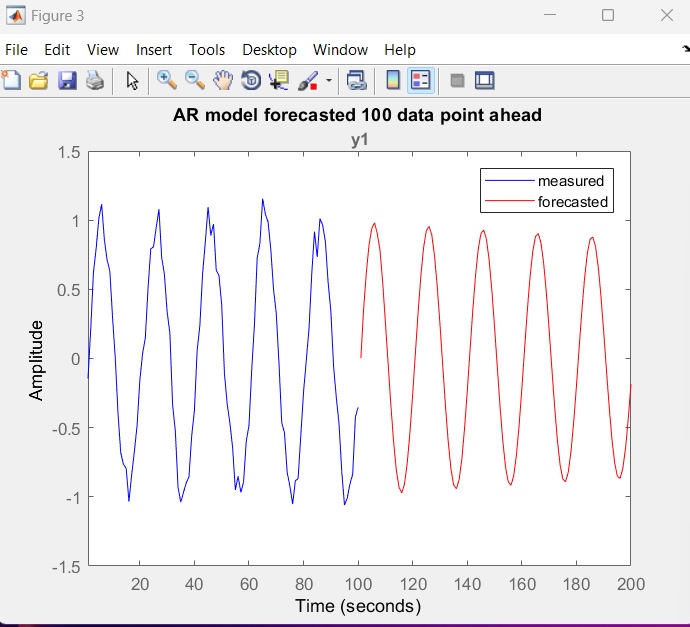 Figure 3
File Edit View Insert Tools Desktop Window Help
AR model forecasted 100 data point ahead
y1
measured
forecasted
1.5
1
0.5
0
-0.5
-1
-1.5
Amplitude
20 40 60 80 100 120 140 160 180 200
Time (seconds)